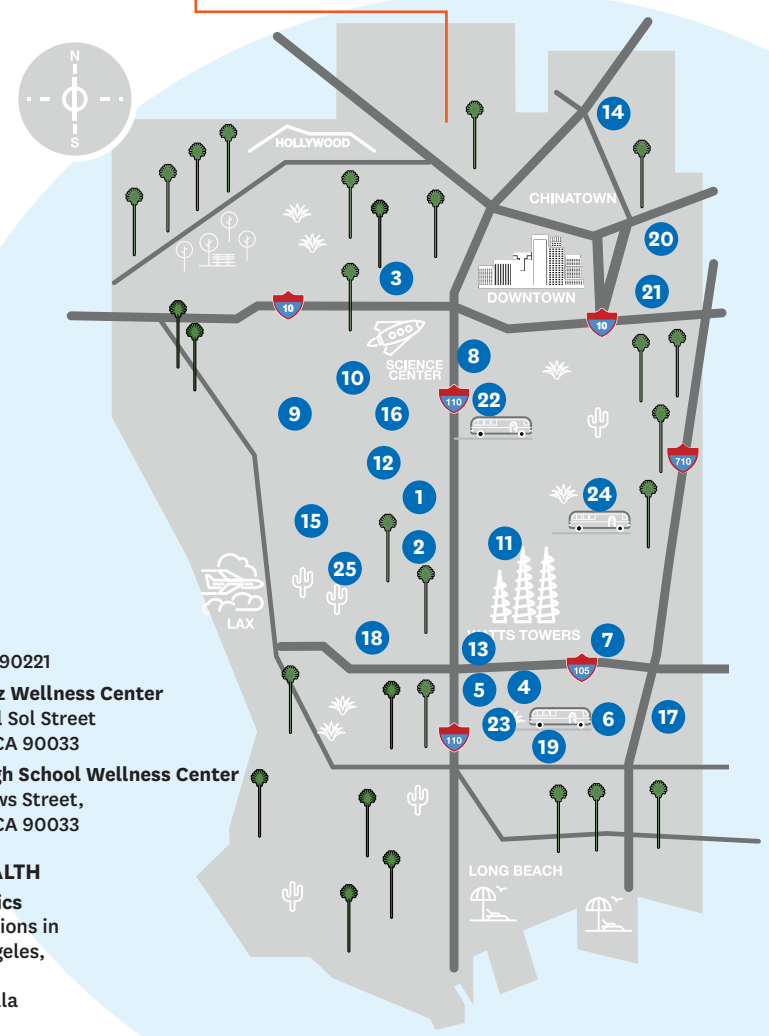 N
S
HOLLYWOOD
14
CHINATOWN
20
3
DOWNTOWN
21
10
10
SCIENCE
CENTER
8
10
110
22
9
16
12
710
1
24
15
2
11
25
LAX
WATTS TOWERS
18
7
13
105
90221
z Wellness Center
5
4
l Sol Street
23
6
17
CA 90033
110
19
gh School Wellness Center
ws Street,
CA 90033
LONG BEACH
ALTH
ics
tions in
geles,
la